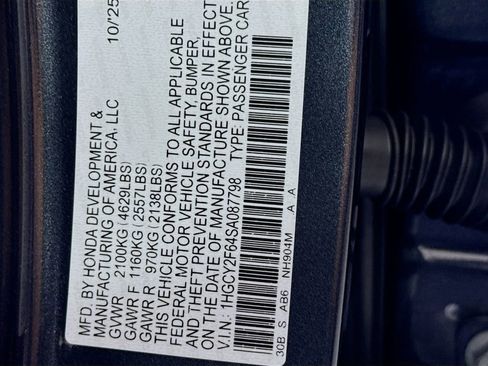 MFD. BY HONDA DEVELOPMENT & 10/25
MANUFACTURING OF AMERICA, LLC
GVWR 2100KG (4629LBS)
GAWR F 1160KG (2557LBS)
GAWR R 970KG (2138LBS)
THIS VEHICLE CONFORMS TO ALL APPLICABLE
FEDERAL MOTOR VEHICLE SAFETY, BUMPER,
AND THEFT PREVENTION STANDARDS IN EFFECT
ON THE DATE OF MANUFACTURE SHOWN ABOVE.
V.I.N.: 1HGCY2F64SA087798 TYPE:PASSENGER CAR
30B S AB6 NH904M A A